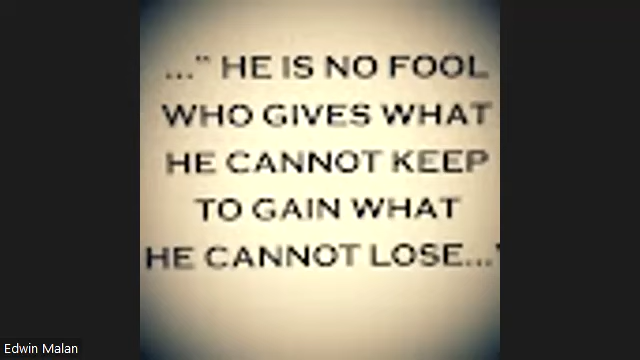 ..." HE IS NO FOOL
WHO GIVES WHAT
HE CANNOT KEEP
TO GAIN WHAT
HE CANNOT LOSE..."
Edwin Malan